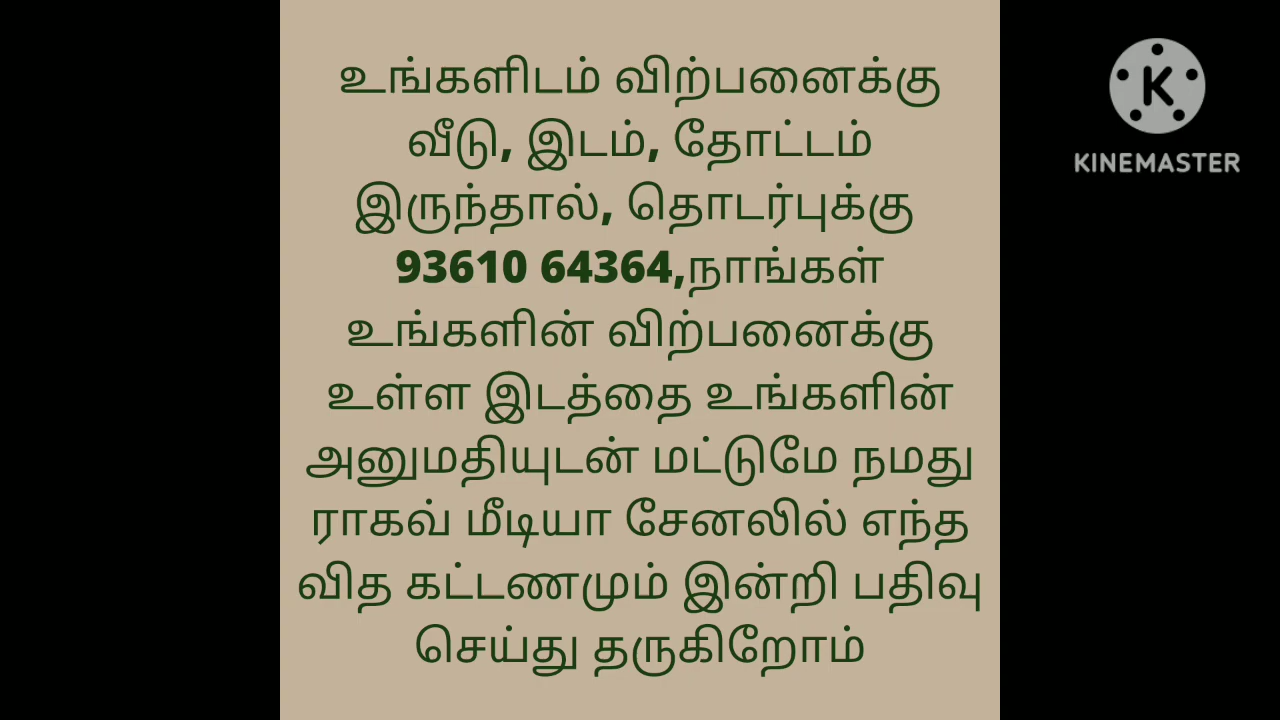 உங்களிடம் விற்பனைக்கு
வீடு, இடம், தோட்டம்
இருந்தால், தொடர்புக்கு
93610 64364,நாங்கள்
உங்களின் விற்பனைக்கு
உள்ள இடத்தை உங்களின்
அனுமதியுடன் மட்டுமே நமது
ராகவ் மீடியா சேனலில் எந்த
வித கட்டணமும் இன்றி பதிவு
செய்து தருகிறோம்
K
KINEMASTER